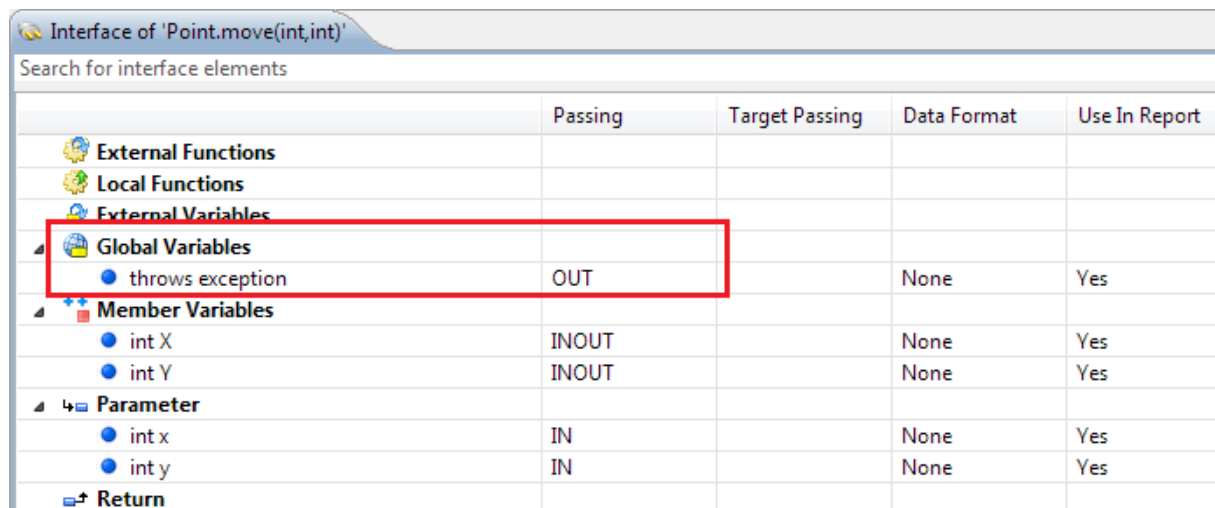 Interface of 'Point.move(int,int)'
Search for interface elements
Passing Target Passing Data Format Use In Report
External Functions
Local Functions
External Variables
Global Variables
throws exception OUT None Yes
Member Variables
int X INOUT None Yes
int Y INOUT None Yes
Parameter
int x IN None Yes
int y IN None Yes
Return